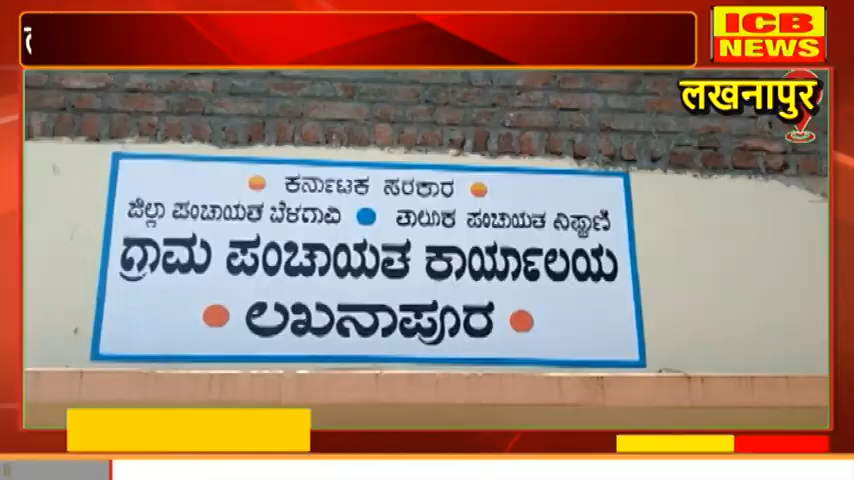 ICB
NEWS
लखनापुर
ಕರ್ನಾಟಕ ಸರಕಾರ
ಜಿಲ್ಲಾ ಪಂಚಾಯತ ಬೆಳಗಾವಿ ತಾಲೂಕ ಪಂಚಾಯತ ನಿಪ್ಪಾಣಿ
ಗ್ರಾಮ ಪಂಚಾಯತ ಕಾರ್ಯಾಲಯ
ಲಖನಾಪೂರ